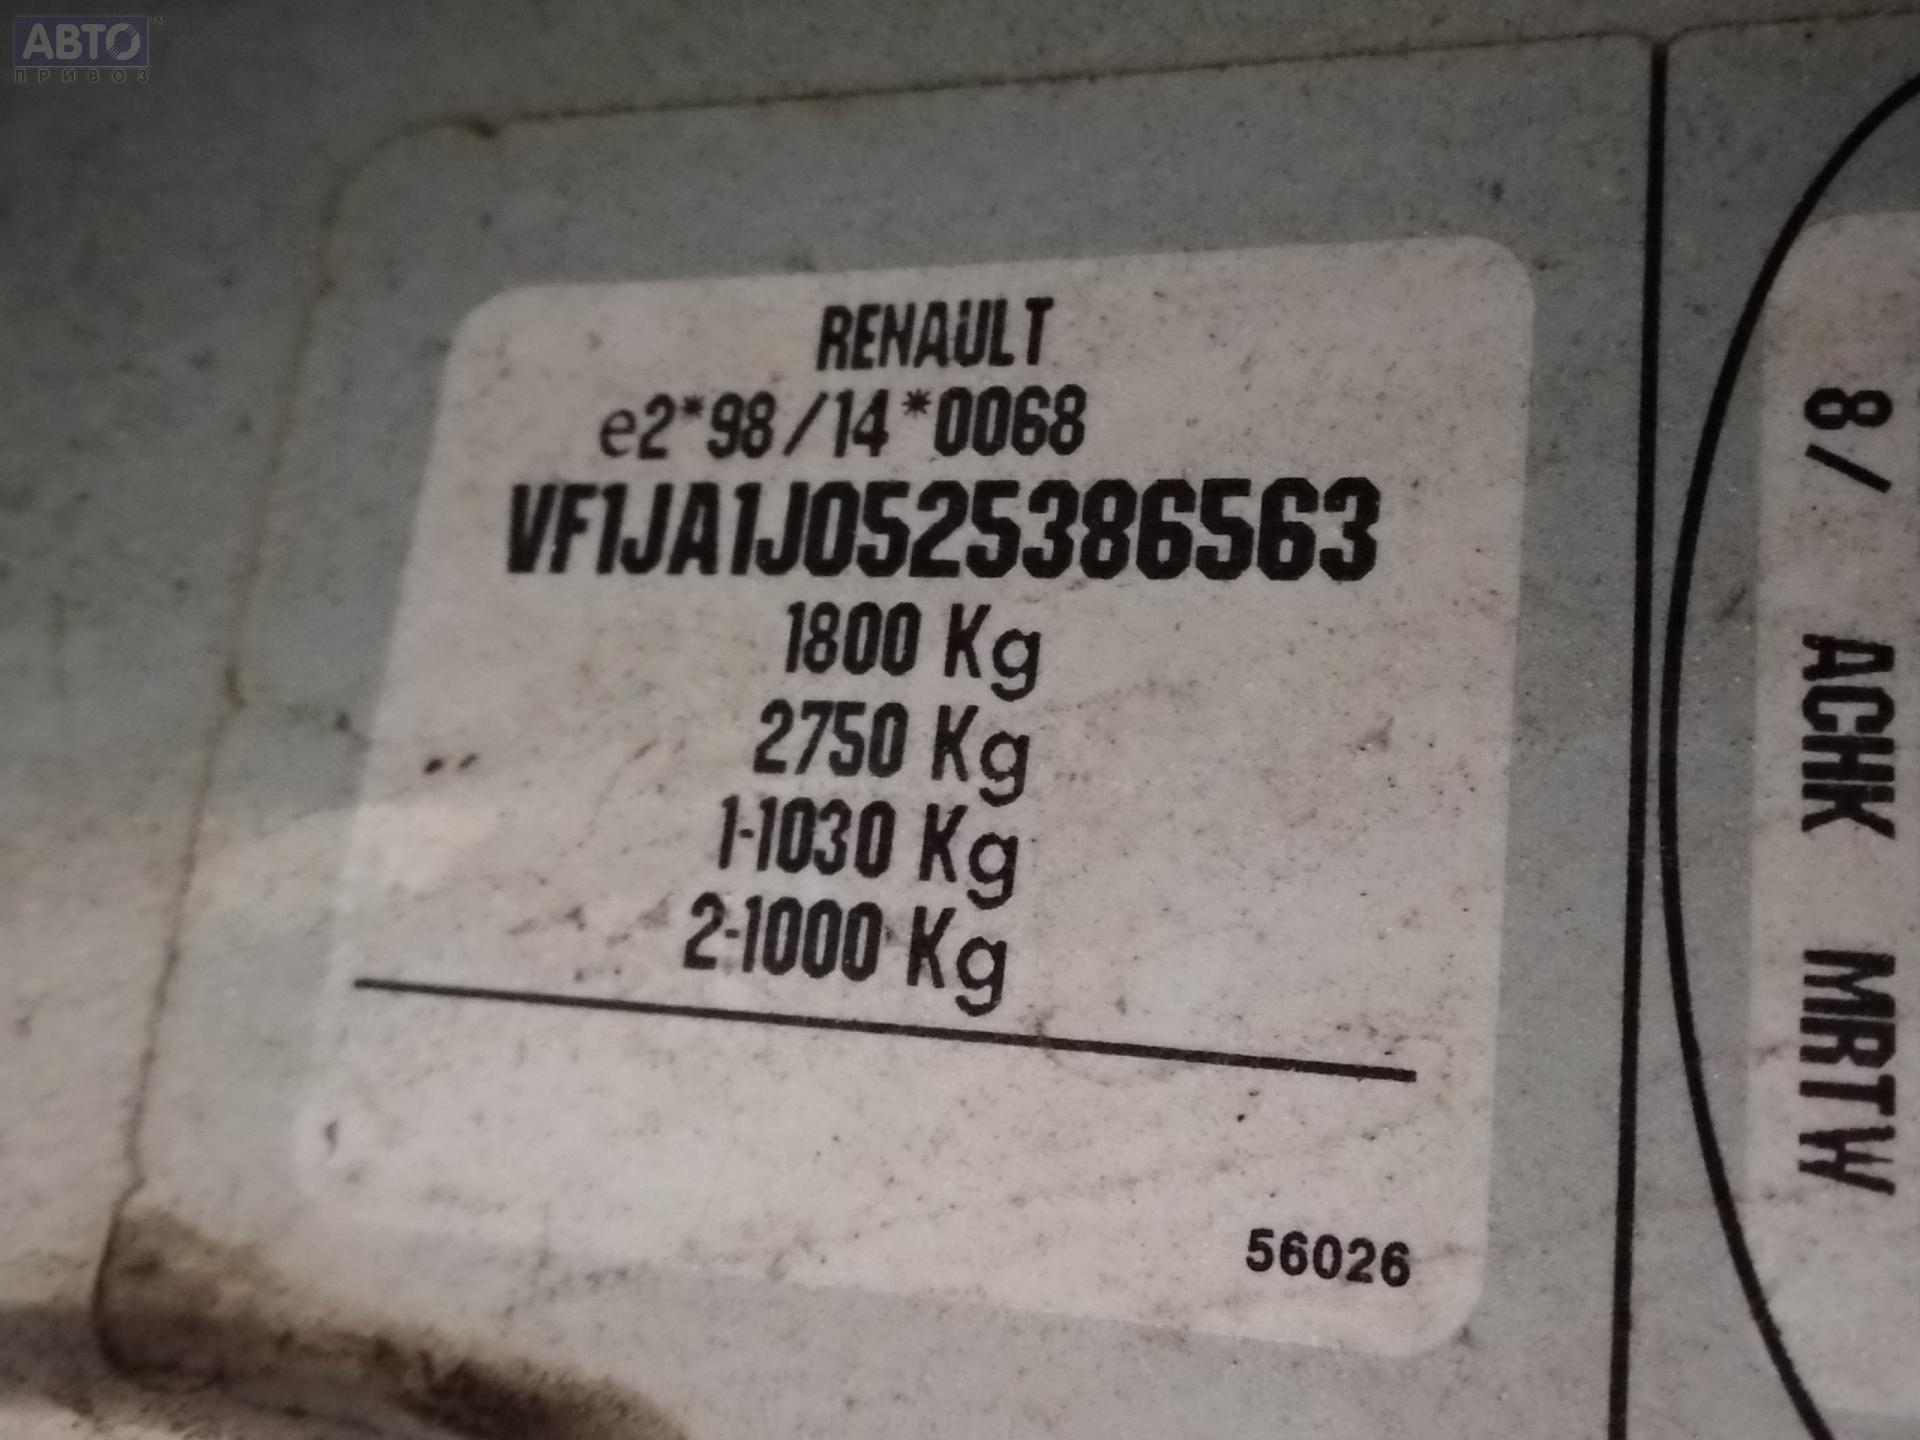 АВТО™
ПРИВОЗ
RENAULT
e2*98/14*0068
VF1JA1J0525386563
1800 Kg
2750 Kg
1-1030 Kg
2-1000 Kg
56026
8/ ACHK MRTW